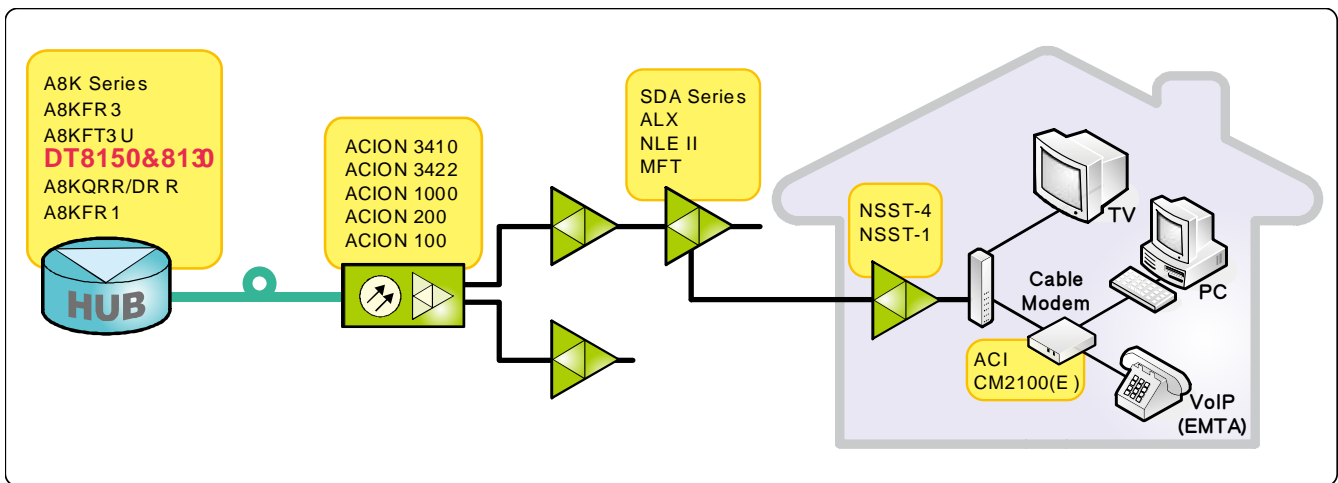 A8K Series
A8KFR3
A8KFT3U
DT8150&8130
A8KQRR/DRR
A8KFR1
HUB
ACION 3410
ACION 3422
ACION 1000
ACION 200
ACION 100
SDA Series
ALX
NLE II
MFT
NSST-4
NSST-1
TV
PC
Cable
Modem
ACI
CM2100(E)
VoIP
(EMTA)